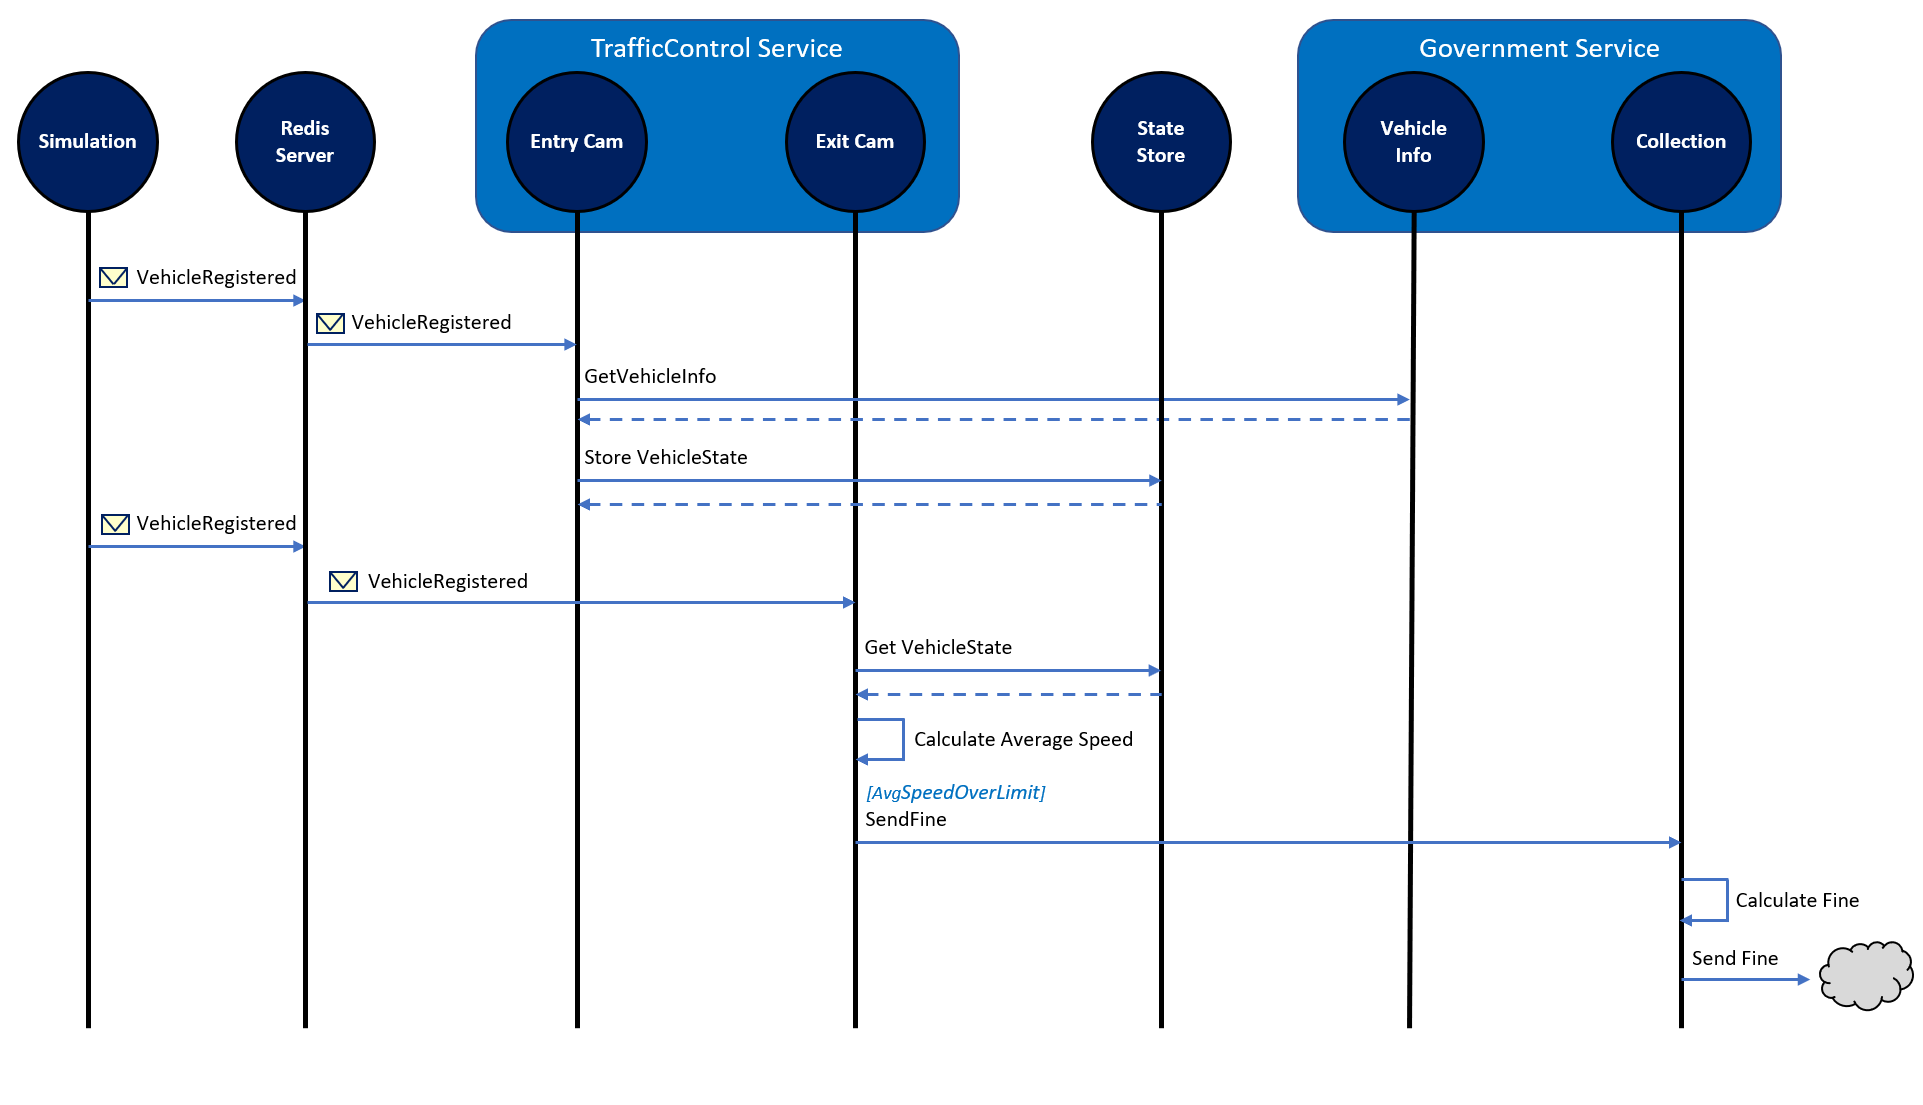 TrafficControl Service
Government Service
Simulation
Redis
Server
Entry Cam
Exit Cam
State
Store
Vehicle
Info
Collection
VehicleRegistered
VehicleRegistered
GetVehicleInfo
Store VehicleState
VehicleRegistered
VehicleRegistered
Get VehicleState
Calculate Average Speed
[AvgSpeedOverLimit]
SendFine
Calculate Fine
Send Fine